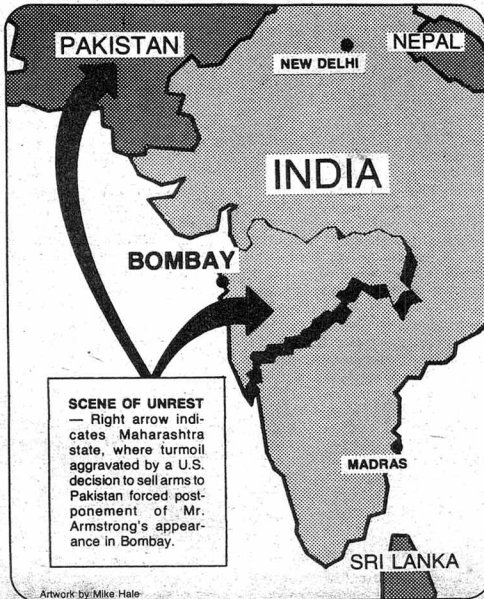 PAKISTAN
NEPAL
NEW DELHI
INDIA
BOMBAY
SCENE OF UNREST
— Right arrow indi-
cates Maharashtra
state, where turmoil
aggravated by a U.S.
decision to sell arms to
Pakistan forced post-
ponement of Mr.
Armstrong's appear-
ance in Bombay.
MADRAS
SRI LANKA
Artwork by Mike Hale